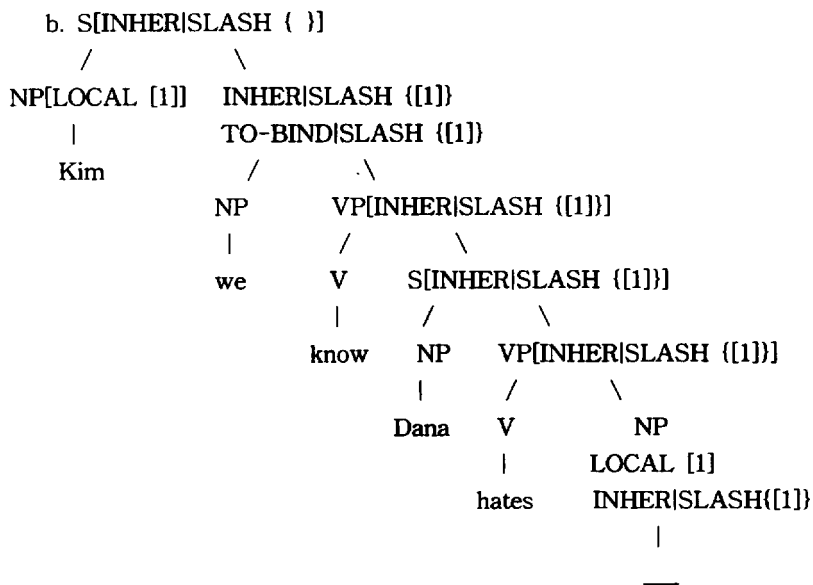 b. S[INHER|SLASH { }]
NP[LOCAL [1]] INHER|SLASH {[1]}
Kim TO-BIND|SLASH {[1]}
NP VP[INHER|SLASH {[1]}]
we V S[INHER|SLASH {[1]}]
know NP VP[INHER|SLASH {[1]}]
Dana V NP
LOCAL [1]
hates INHER|SLASH{[1]}